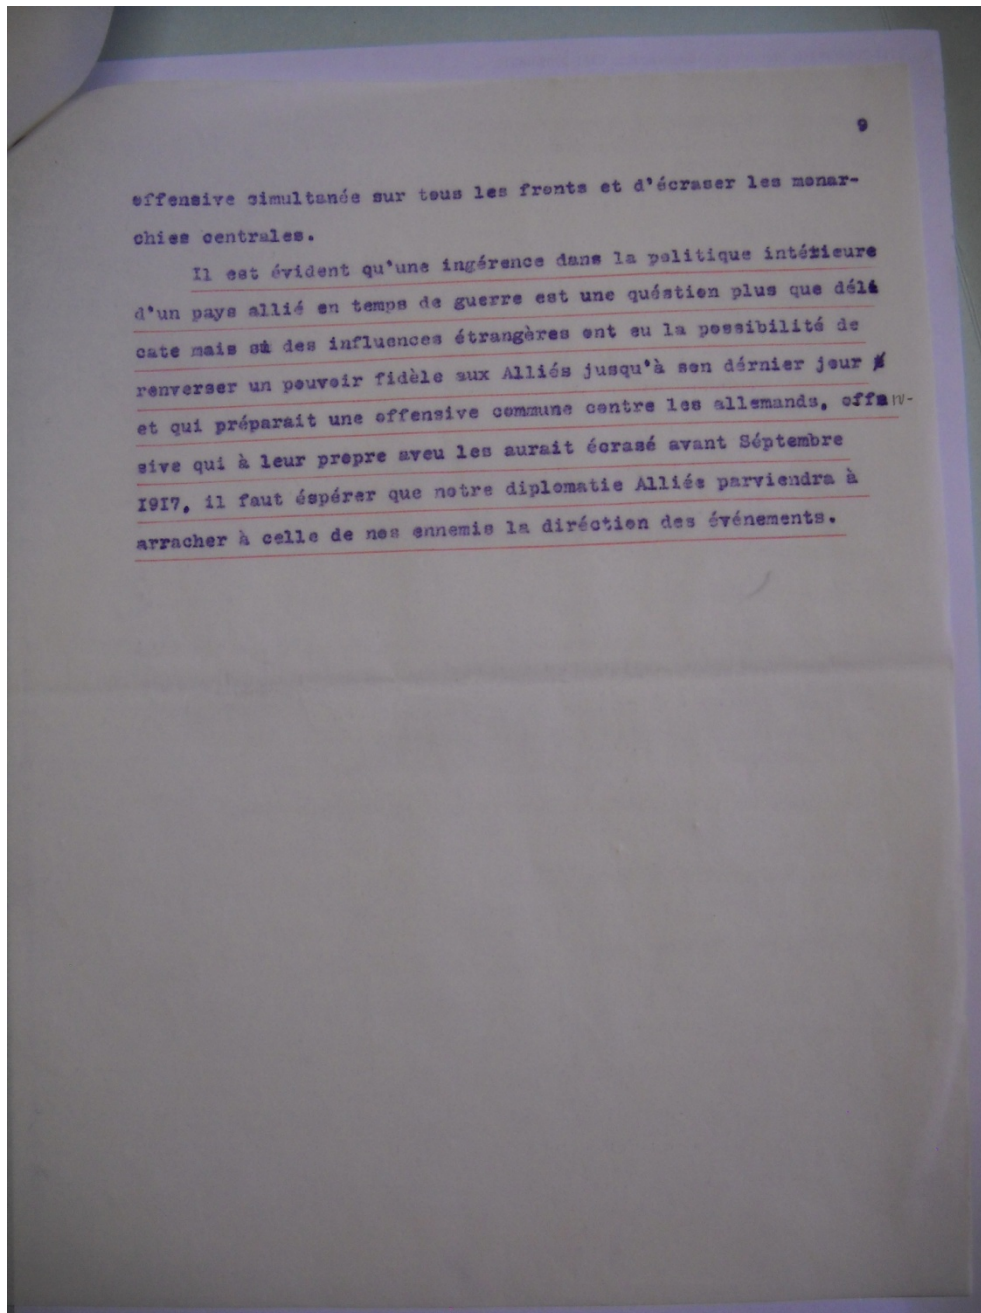 9
offensive simultanée sur tous les fronts et d'écraser les monar-
chies centrales.
Il est évident qu'une ingérence dans la politique intérieure
d'un pays allié en temps de guerre est une quéstion plus que déli
cate mais si des influences étrangères ont eu la possibilité de
renverser un pouvoir fidèle aux Alliés jusqu'à son dérnier jour
et qui préparait une offensive commune contre les allemands, offen-
sive qui à leur propre aveu les aurait écrasé avant Séptembre
I9I7, il faut éspérer que notre diplomatie Alliés parviendra à
arracher à celle de nos ennemis la diréction des événements.